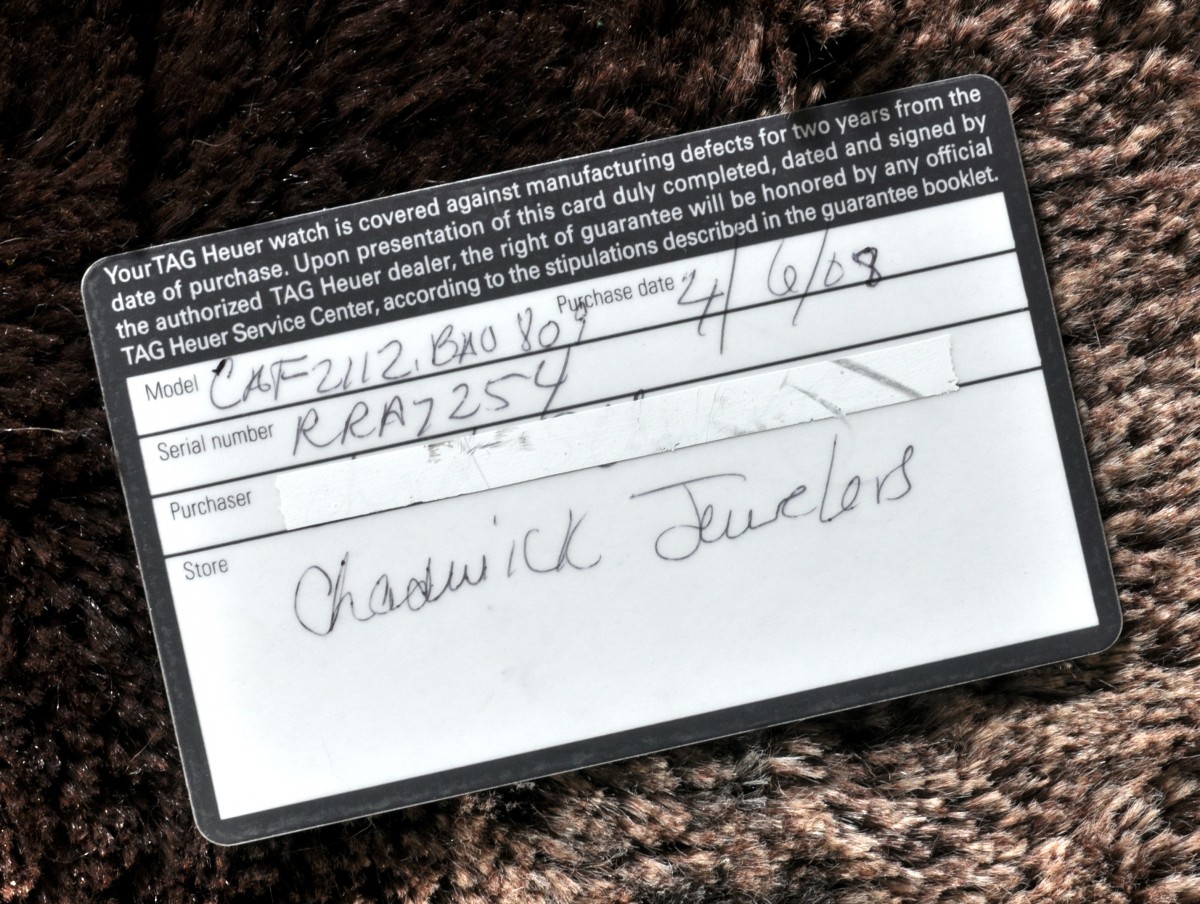 Your TAG Heuer watch is covered against manufacturing defects for two years from the
date of purchase. Upon presentation of this card duly completed, dated and signed by
the authorized TAG Heuer dealer, the right of guarantee will be honored by any official
TAG Heuer Service Center, according to the stipulations described in the guarantee booklet.
Model CAF2112.BA0809 Purchase date 4/6/08
Serial number RRA7254
Purchaser
Store Chadwick Jewelers